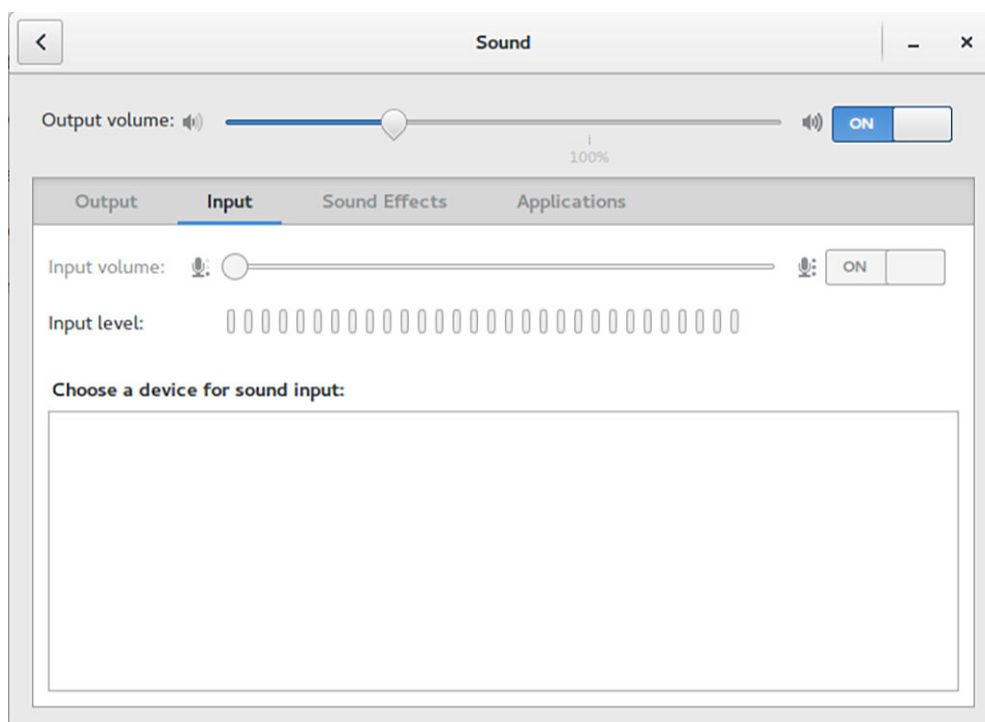 Sound
Output volume: ON
100%
Output Input Sound Effects Applications
Input volume: ON
Input level:
Choose a device for sound input: